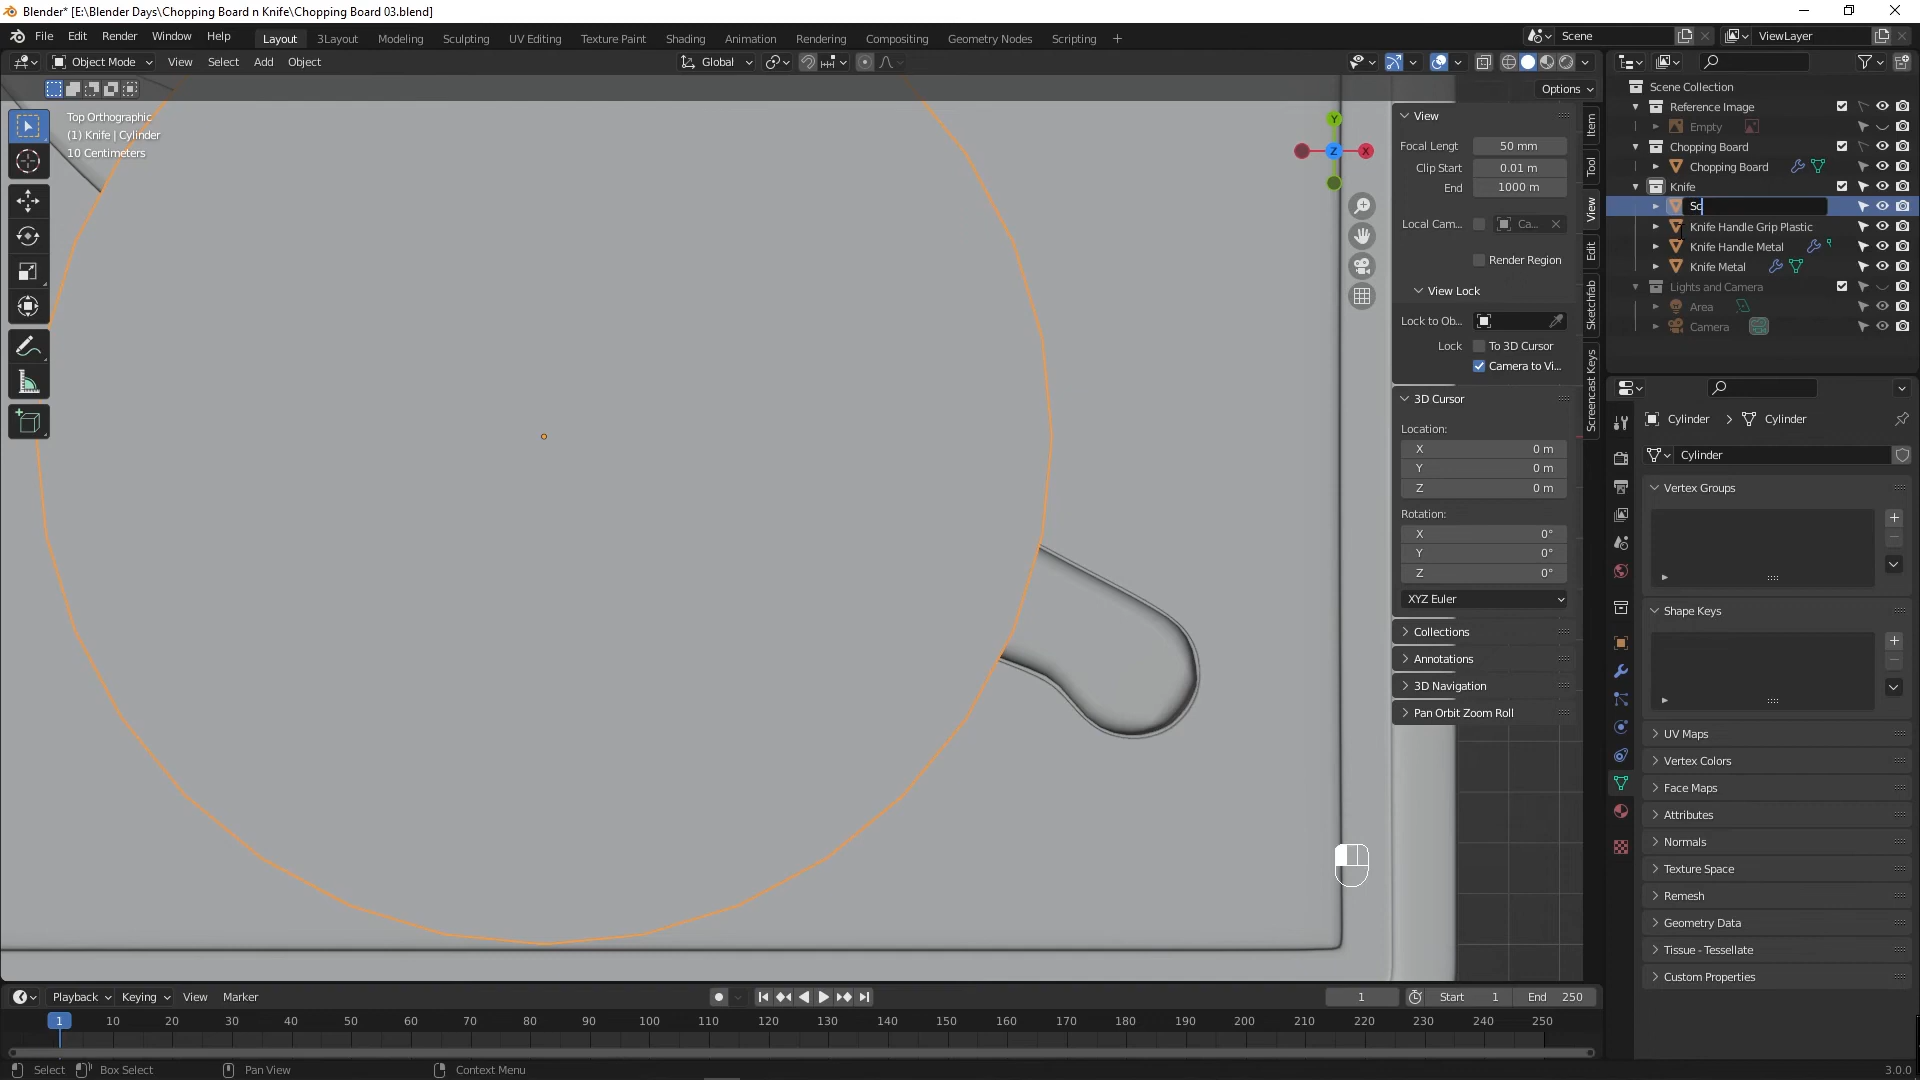 Blender* [E:\Blender Days\Chopping Board n Knife\Chopping Board 03.blend]
File Edit Render Window Help Layout 3Layout Modeling Sculpting UV Editing Texture Paint Shading Animation Rendering Compositing Geometry Nodes Scripting + Scene ViewLayer
Object Mode View Select Add Object Global
Options
Top Orthographic
(1) Knife | Cylinder
10 Centimeters
Y
Z
X
View
Focal Lengt 50 mm
Clip Start 0.01 m
End 1000 m
Local Cam... Ca...
Render Region
View Lock
Lock to Ob...
Lock To 3D Cursor
Camera to Vi...
3D Cursor
Location:
X 0 m
Y 0 m
Z 0 m
Rotation:
X 0°
Y 0°
Z 0°
XYZ Euler
Collections
Annotations
3D Navigation
Pan Orbit Zoom Roll
Item
Tool
View
Edit
Sketchfab
Screencast Keys
Scene Collection
Reference Image
Empty
Chopping Board
Chopping Board
Knife
Sc
Knife Handle Grip Plastic
Knife Handle Metal
Knife Metal
Lights and Camera
Area
Camera
Cylinder Cylinder
Cylinder
Vertex Groups
Shape Keys
UV Maps
Vertex Colors
Face Maps
Attributes
Normals
Texture Space
Remesh
Geometry Data
Tissue - Tessellate
Custom Properties
Playback Keying View Marker 1 Start 1 End 250
1 10 20 30 40 50 60 70 80 90 100 110 120 130 140 150 160 170 180 190 200 210 220 230 240 250
Select Box Select Pan View Context Menu 3.0.0